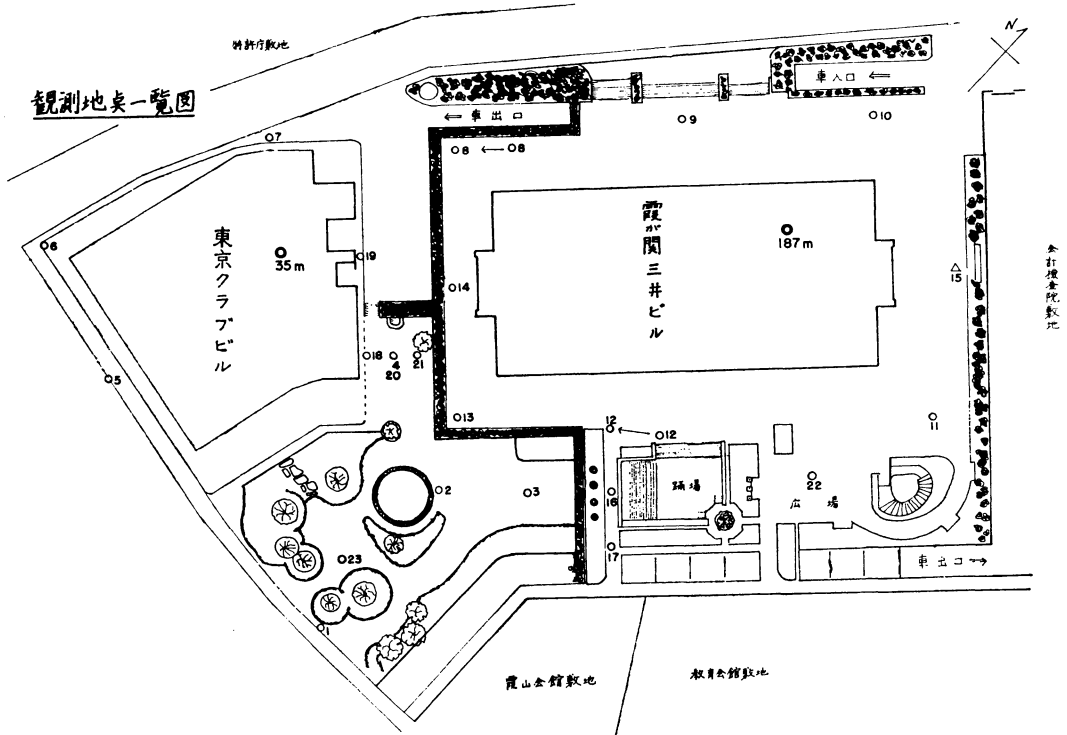 特許庁敷地
N
観測地点一覧図
車入口 ←
← 車出口
7
8 ← 8
9
10
6
東京クラブビル
35m
19
霞が関三井ビル
187m
会計検査院敷地
15
14
18
4
20
21
5
13
12 ← 12
11
2
3
16
踊場
22
広場
17
23
車出口 →
1
霞山会館敷地
教育会館敷地